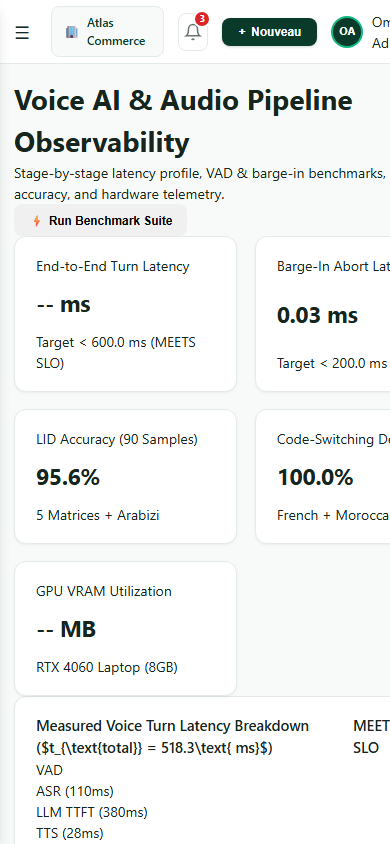 ☰
Atlas
Commerce
3
+ Nouveau
OA
Voice AI & Audio Pipeline
Observability
Stage-by-stage latency profile, VAD & barge-in benchmarks,
accuracy, and hardware telemetry.
Run Benchmark Suite
End-to-End Turn Latency
-- ms
Target < 600.0 ms (MEETS
SLO)
Barge-In Abort
0.03 ms
Target < 200.0 ms
LID Accuracy (90 Samples)
95.6%
5 Matrices + Arabizi
Code-Switching
100.0%
French +
GPU VRAM Utilization
-- MB
RTX 4060 Laptop (8GB)
Measured Voice Turn Latency Breakdown
($t_{\text{total}} = 518.3\text{ ms}$)
SLO
VAD
ASR (110ms)
LLM TTFT (380ms)
TTS (28ms)